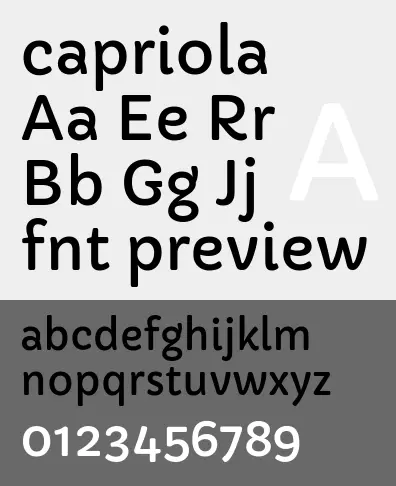 capriola
Aa Ee Rr
A
Bb Gg Jj
fnt preview
abcdefghijklm
nopqrstuvwxyz
0123456789